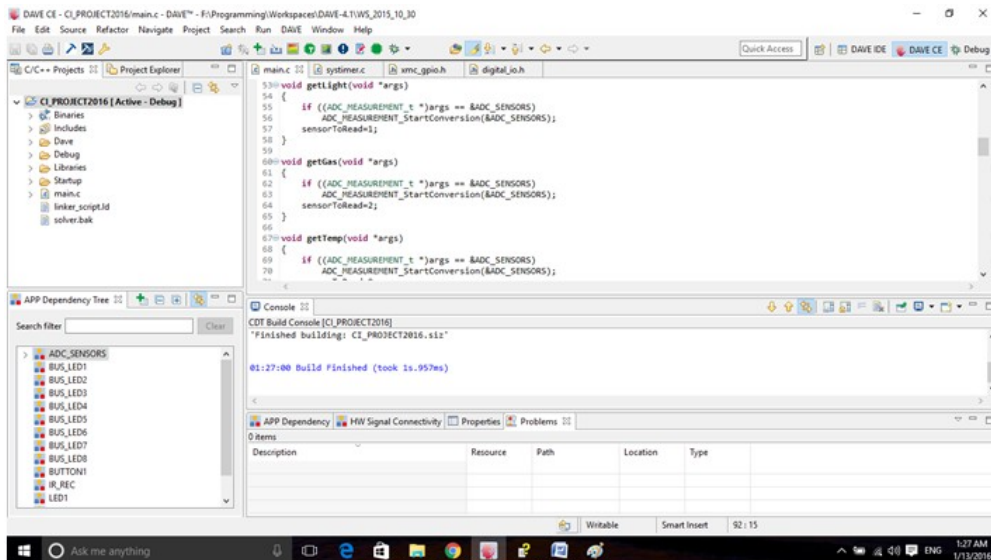 DAVE CE - CI_PROJECT2016/main.c - DAVE™ - F:\Programming\Workspaces\DAVE-4.1\WS_2015_10_30
File Edit Source Refactor Navigate Project Search Run DAVE Window Help
Quick Access DAVE IDE DAVE CE Debug
C/C++ Projects Project Explorer
CI_PROJECT2016 [ Active - Debug ]
Binaries
Includes
Dave
Debug
Libraries
Startup
main.c
linker_script.ld
solver.bak
main.c systimer.c xmc_gpio.h digital_io.h
53 void getLight(void *args)
54 {
55 if ((ADC_MEASUREMENT_t *)args == &ADC_SENSORS)
56 ADC_MEASUREMENT_StartConversion(&ADC_SENSORS);
57 sensorToRead=1;
58 }
59
60 void getGas(void *args)
61 {
62 if ((ADC_MEASUREMENT_t *)args == &ADC_SENSORS)
63 ADC_MEASUREMENT_StartConversion(&ADC_SENSORS);
64 sensorToRead=2;
65 }
66
67 void getTemp(void *args)
68 {
69 if ((ADC_MEASUREMENT_t *)args == &ADC_SENSORS)
70 ADC_MEASUREMENT_StartConversion(&ADC_SENSORS);
APP Dependency Tree
Search filter Clear
ADC_SENSORS
BUS_LED1
BUS_LED2
BUS_LED3
BUS_LED4
BUS_LED5
BUS_LED6
BUS_LED7
BUS_LED8
BUTTON1
IR_REC
LED1
Console
CDT Build Console [CI_PROJECT2016]
'Finished building: CI_PROJECT2016.siz'
01:27:00 Build Finished (took 1s.957ms)
APP Dependency HW Signal Connectivity Properties Problems
0 items
Description Resource Path Location Type
Writable Smart Insert 92 : 15
Ask me anything
ENG 1:27 AM
1/13/2016